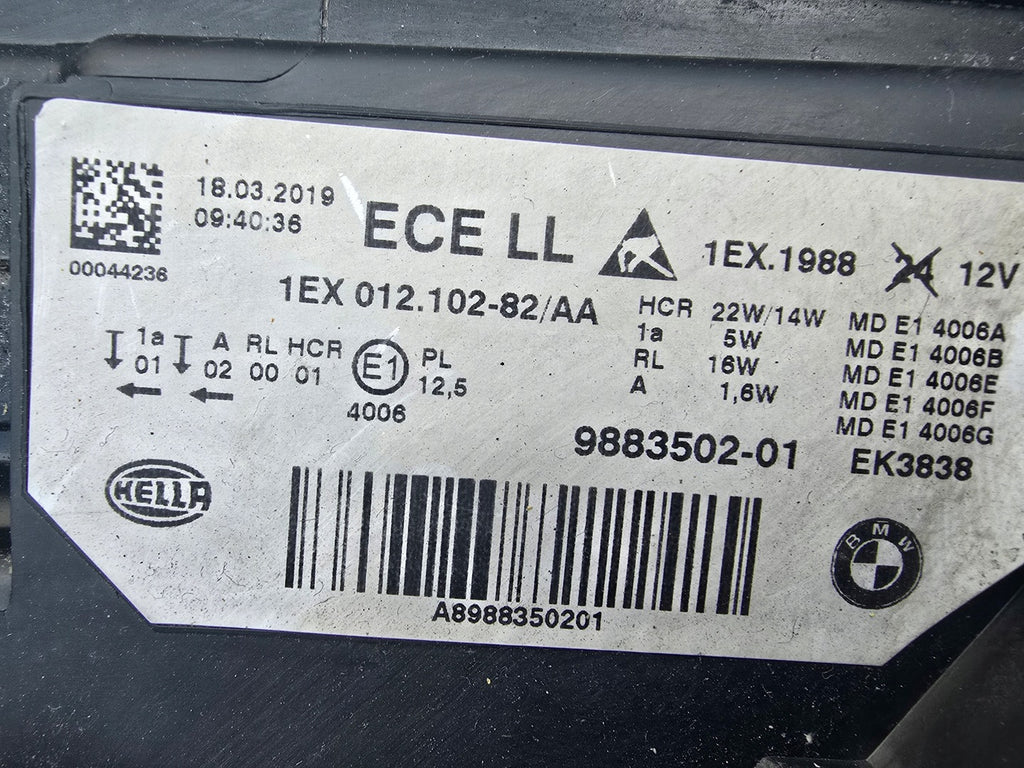 18.03.2019
09:40:36
00044236
ECE LL
1EX.1988 24 12V
1EX 012.102-82/AA
HCR 22W/14W
1a 5W
RL 16W
A 1,6W
MD E1 4006A
MD E1 4006B
MD E1 4006E
MD E1 4006F
MD E1 4006G
1a A RL HCR
01 02 00 01
E1
4006
PL
12,5
9883502-01
EK3838
HELLA
BMW
A8988350201